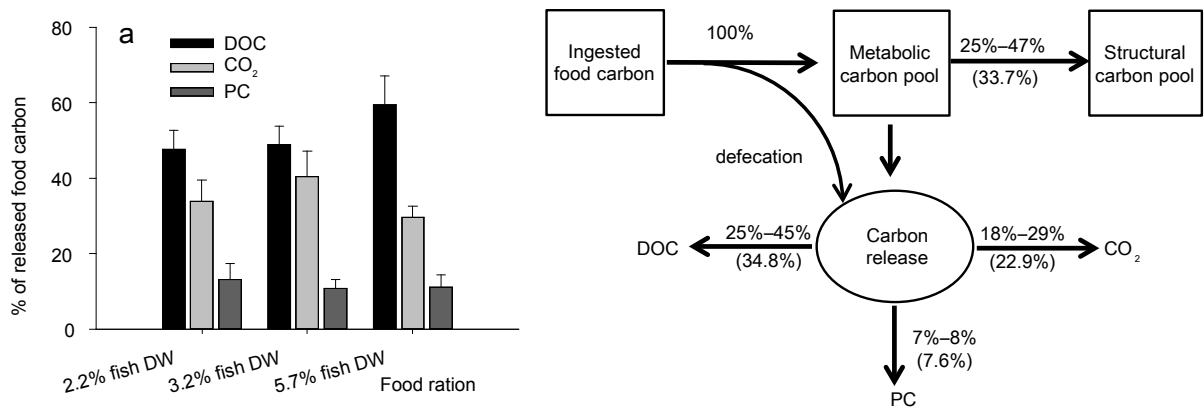 80
60
40
20
0
% of released food carbon
a
DOC
CO₂
PC
2.2% fish DW
3.2% fish DW
5.7% fish DW
Food ration
Ingested
food carbon
100%
Metabolic
carbon pool
25%–47%
(33.7%)
Structural
carbon pool
defecation
DOC
25%–45%
(34.8%)
Carbon
release
18%–29%
(22.9%)
CO₂
7%–8%
(7.6%)
PC